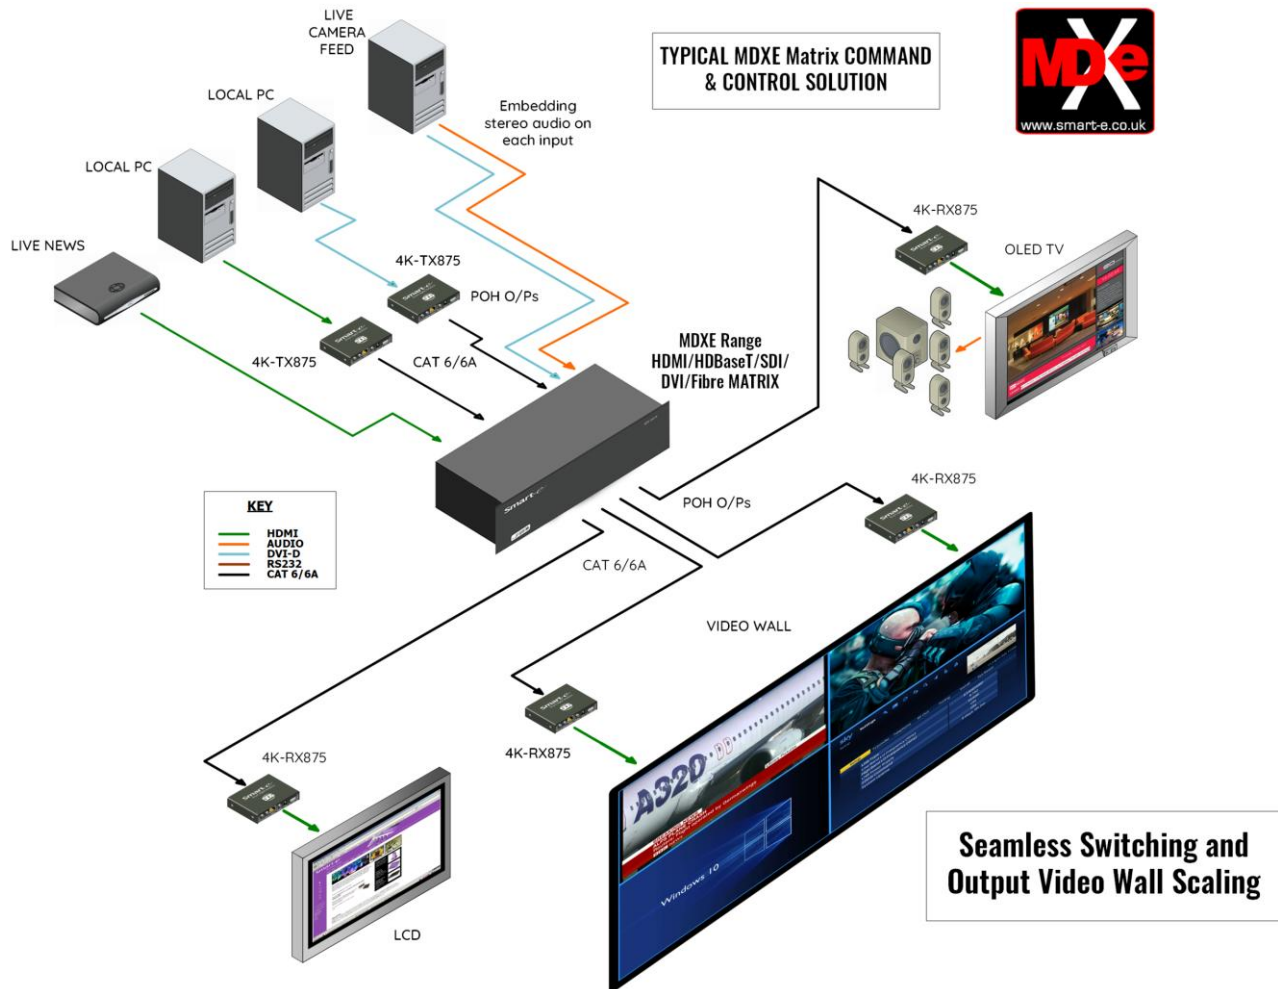 LIVE
CAMERA
FEED
TYPICAL MDXE Matrix COMMAND
& CONTROL SOLUTION
MDXe
www.smart-e.co.uk
LOCAL PC
Embedding
stereo audio on
each input
LOCAL PC
LIVE NEWS
4K-TX875
POH O/Ps
4K-TX875
CAT 6/6A
MDXE Range
HDMI/HDBaseT/SDI/
DVI/Fibre MATRIX
4K-RX875
OLED TV
smart-e
KEY
HDMI
AUDIO
DVI-D
RS232
CAT 6/6A
POH O/Ps
4K-RX875
CAT 6/6A
VIDEO WALL
4K-RX875
4K-RX875
LCD
A320
sky
Windows 10
Seamless Switching and
Output Video Wall Scaling